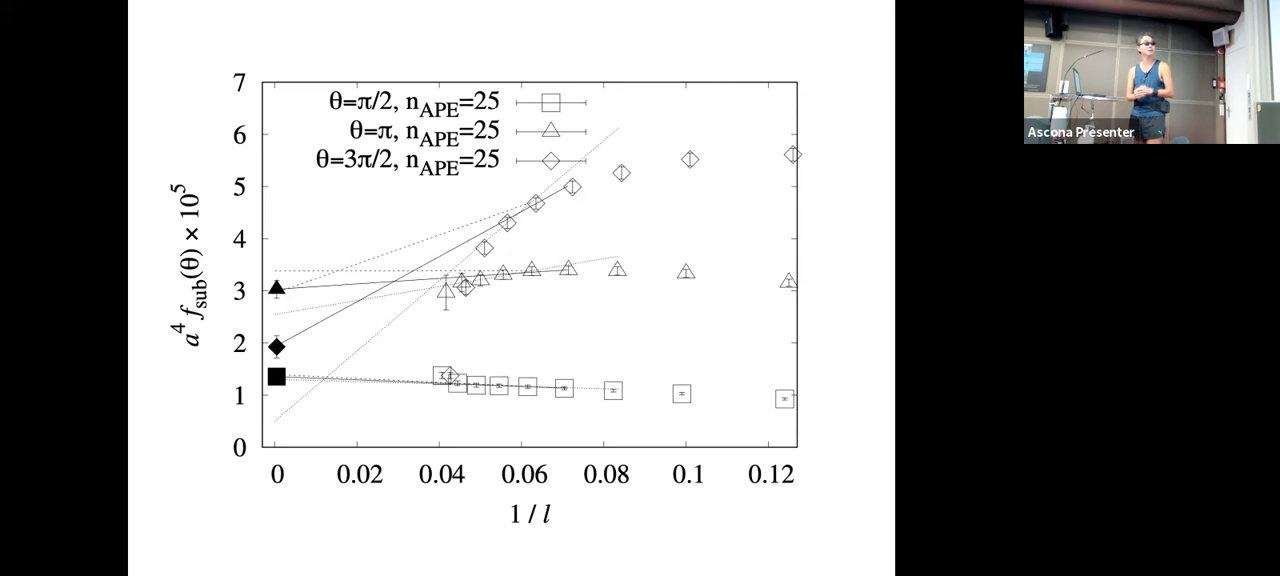 θ=π/2, nAPE=25
θ=π, nAPE=25
θ=3π/2, nAPE=25
a4 fsub(θ) × 105
7
6
5
4
3
2
1
0
0 0.02 0.04 0.06 0.08 0.1 0.12
1 / l
Ascona Presenter